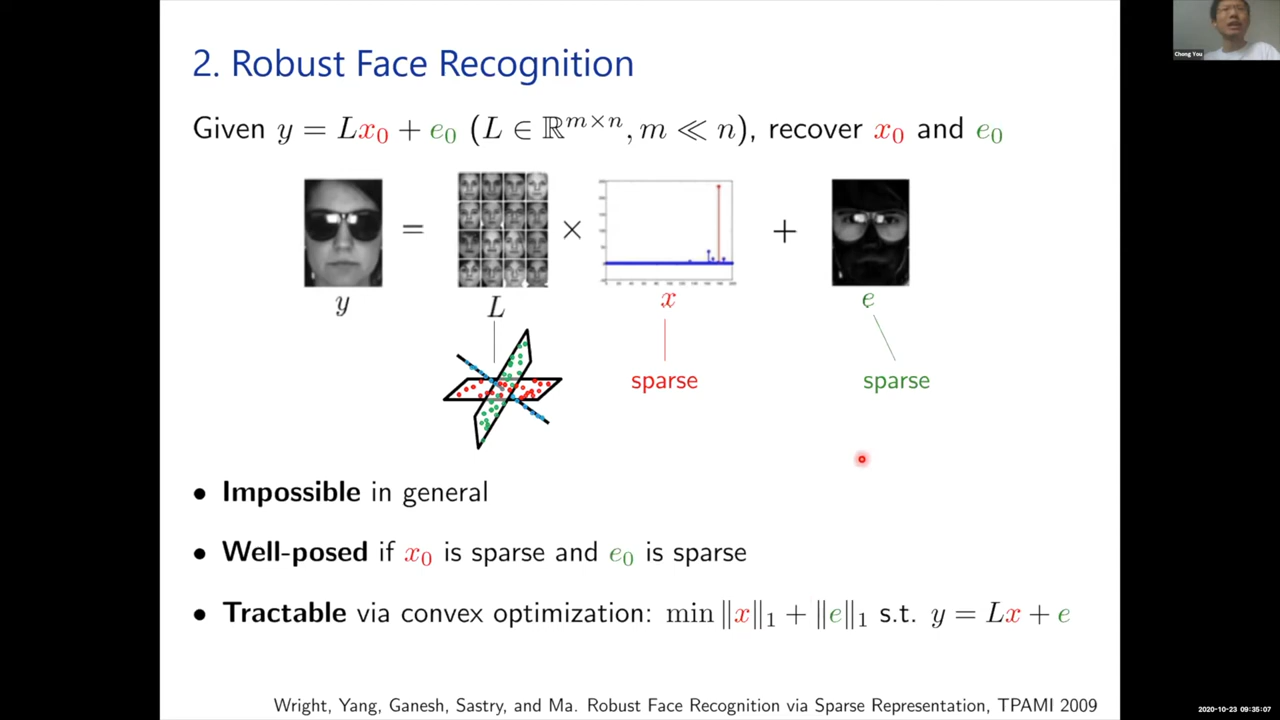 Chong You
2. Robust Face Recognition
Given y = Lx₀ + e₀ (L ∈ ℝᵐˣⁿ, m ≪ n), recover x₀ and e₀
= × +
y L x e
sparse sparse
• Impossible in general
• Well-posed if x₀ is sparse and e₀ is sparse
• Tractable via convex optimization: min ‖x‖₁ + ‖e‖₁ s.t. y = Lx + e
Wright, Yang, Ganesh, Sastry, and Ma. Robust Face Recognition via Sparse Representation, TPAMI 2009
2020-10-23 09:35:07